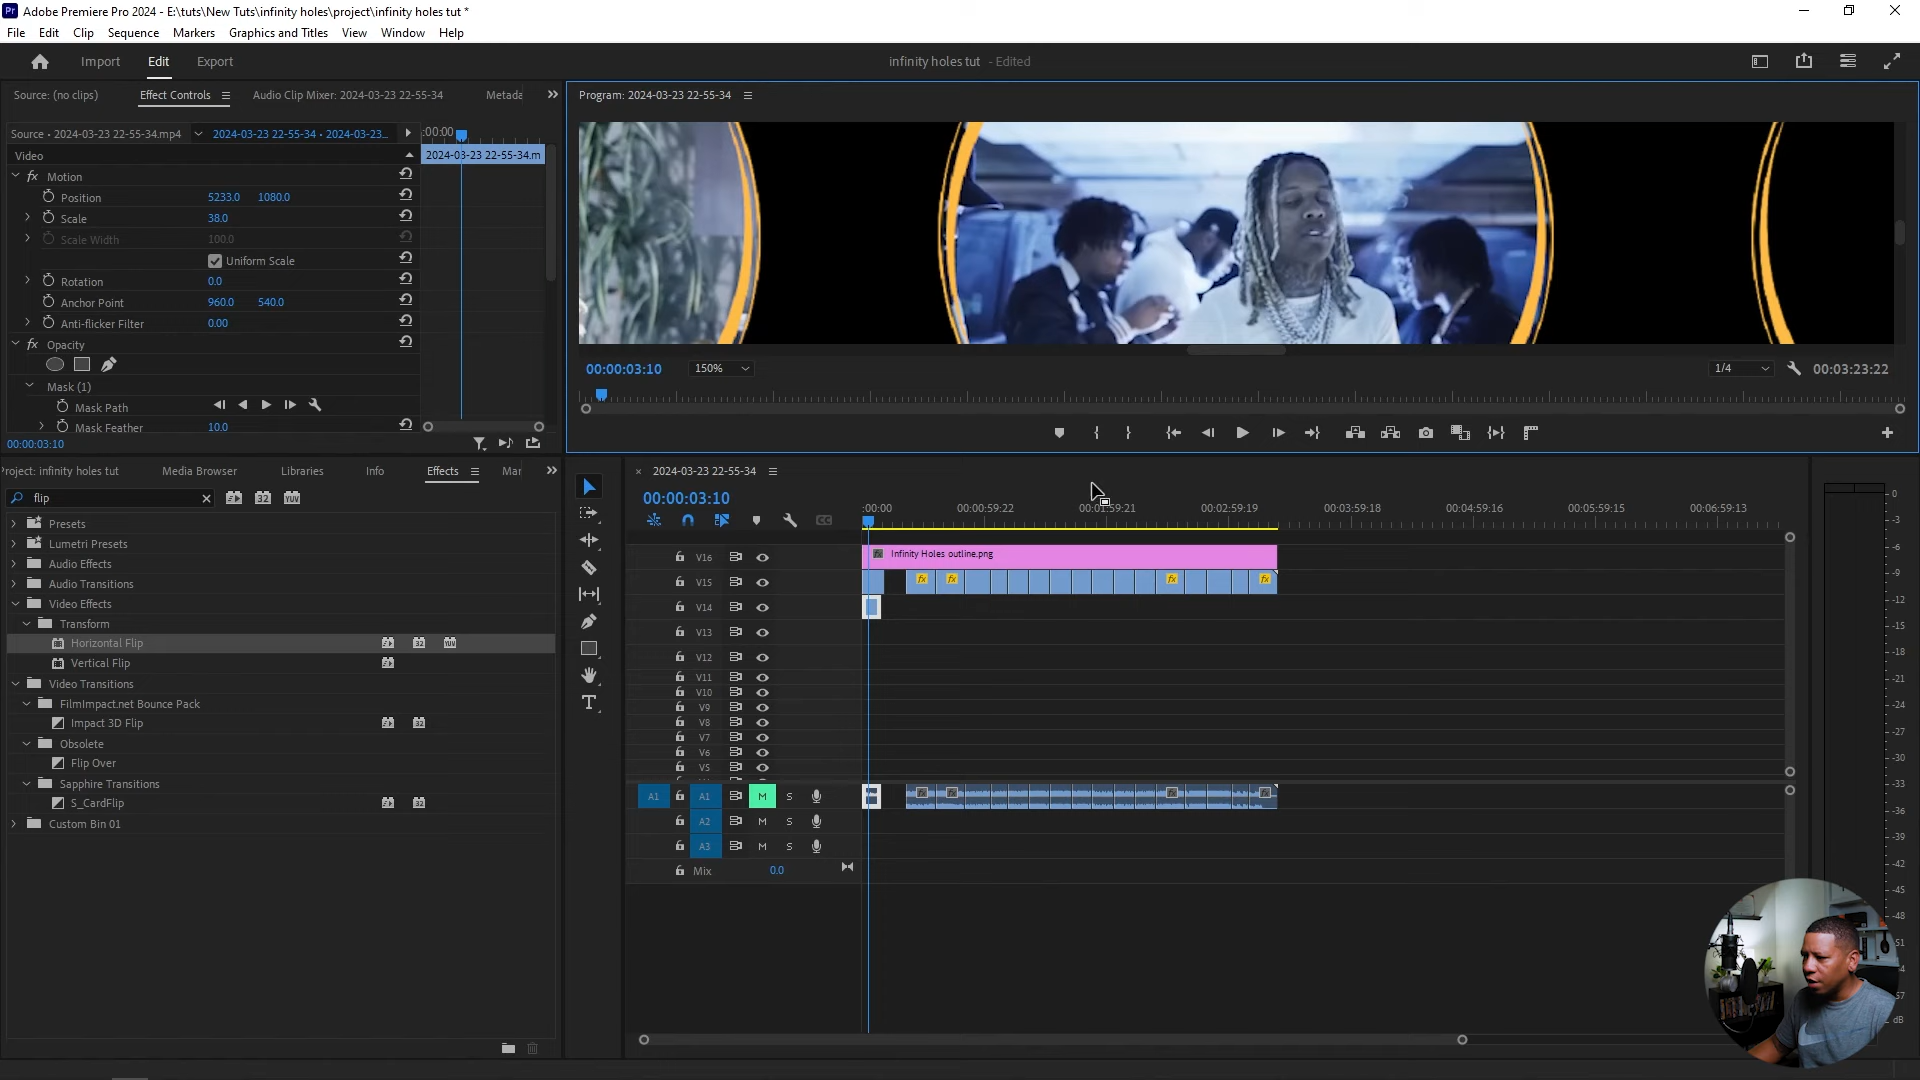 Pr Adobe Premiere Pro 2024 - E:\tuts\New Tuts\infinity holes\project\infinity holes tut *
File Edit Clip Sequence Markers Graphics and Titles View Window Help
Import Edit Export infinity holes tut - Edited
Source: (no clips) Effect Controls Audio Clip Mixer: 2024-03-23 22-55-34 Metada
Program: 2024-03-23 22-55-34
Source • 2024-03-23 22-55-34.mp4 2024-03-23 22-55-34 • 2024-03-23... :00:00
Video 2024-03-23 22-55-34.m
fx Motion
Position 5233.0 1080.0
Scale 38.0
Scale Width 100.0
Uniform Scale
Rotation 0.0
Anchor Point 960.0 540.0
Anti-flicker Filter 0.00
fx Opacity
Mask (1)
Mask Path
Mask Feather 10.0
00:00:03:10
00:00:03:10 150% 1/4 00:03:23:22
roject: infinity holes tut Media Browser Libraries Info Effects Mar
flip
Presets
Lumetri Presets
Audio Effects
Audio Transitions
Video Effects
Transform
Horizontal Flip
Vertical Flip
Video Transitions
FilmImpact.net Bounce Pack
Impact 3D Flip
Obsolete
Flip Over
Sapphire Transitions
S_CardFlip
Custom Bin 01
2024-03-23 22-55-34
00:00:03:10
:00:00 00:00:59:22 00:01:59:21 00:02:59:19 00:03:59:18 00:04:59:16 00:05:59:15 00:06:59:13
V16 fx Infinity Holes outline.png
V15 fx fx fx fx
V14
V13
V12
V11
V10
V9
V8
V7
V6
V5
A1 A1 M S
A2 M S
A3 M S
Mix 0.0
0
-3
-6
-9
-12
-15
-18
-21
-24
-27
-30
-33
-36
-39
-42
-45
-48
dB